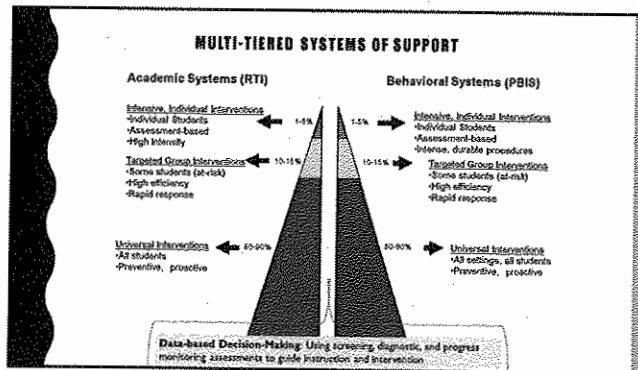 MULTI-TIERED SYSTEMS OF SUPPORT
Academic Systems (RTI)
Intensive, Individual Interventions
•Individual Students
•Assessment-based
•High Intensity
1-5%
Targeted Group Interventions
•Some students (at-risk)
•High efficiency
•Rapid response
10-15%
Universal Interventions
•All students
•Preventive, proactive
80-90%
Behavioral Systems (PBIS)
1-5%
Intensive, Individual Interventions
•Individual Students
•Assessment-based
•Intense, durable procedures
10-15%
Targeted Group Interventions
•Some students (at-risk)
•High efficiency
•Rapid response
80-90%
Universal Interventions
•All settings, all students
•Preventive, proactive
Data-based Decision-Making: Using screening, diagnostic, and progress
monitoring assessments to guide instruction and intervention